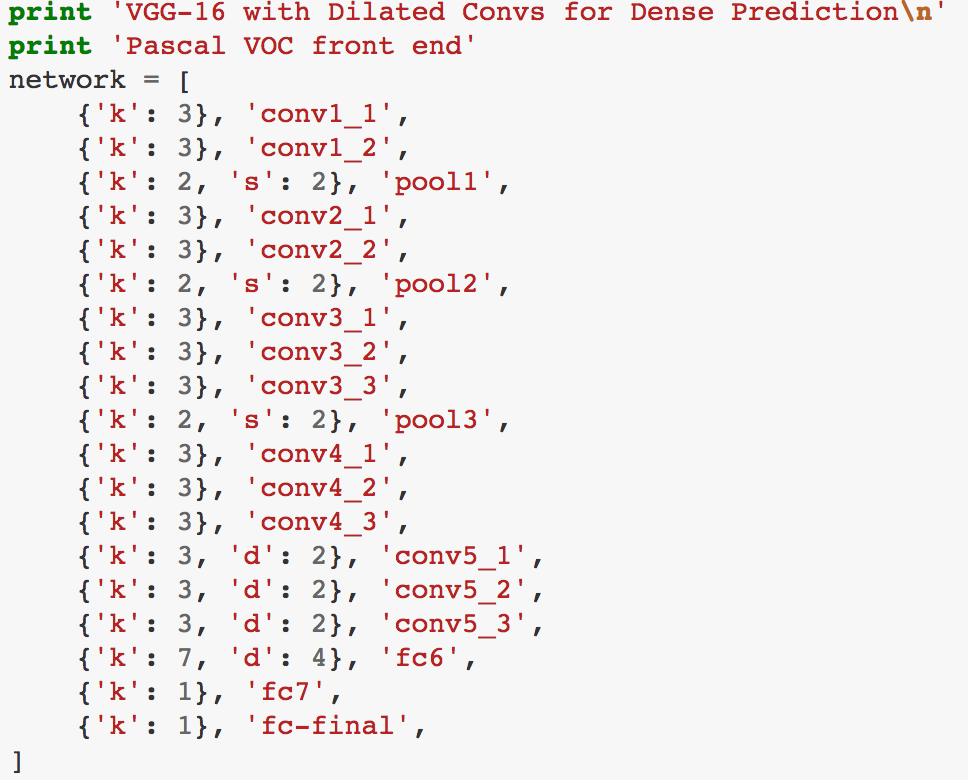 print 'VGG-16 with Dilated Convs for Dense Prediction\n'
print 'Pascal VOC front end'
network = [
    {'k': 3}, 'conv1_1',
    {'k': 3}, 'conv1_2',
    {'k': 2, 's': 2}, 'pool1',
    {'k': 3}, 'conv2_1',
    {'k': 3}, 'conv2_2',
    {'k': 2, 's': 2}, 'pool2',
    {'k': 3}, 'conv3_1',
    {'k': 3}, 'conv3_2',
    {'k': 3}, 'conv3_3',
    {'k': 2, 's': 2}, 'pool3',
    {'k': 3}, 'conv4_1',
    {'k': 3}, 'conv4_2',
    {'k': 3}, 'conv4_3',
    {'k': 3, 'd': 2}, 'conv5_1',
    {'k': 3, 'd': 2}, 'conv5_2',
    {'k': 3, 'd': 2}, 'conv5_3',
    {'k': 7, 'd': 4}, 'fc6',
    {'k': 1}, 'fc7',
    {'k': 1}, 'fc-final',
]